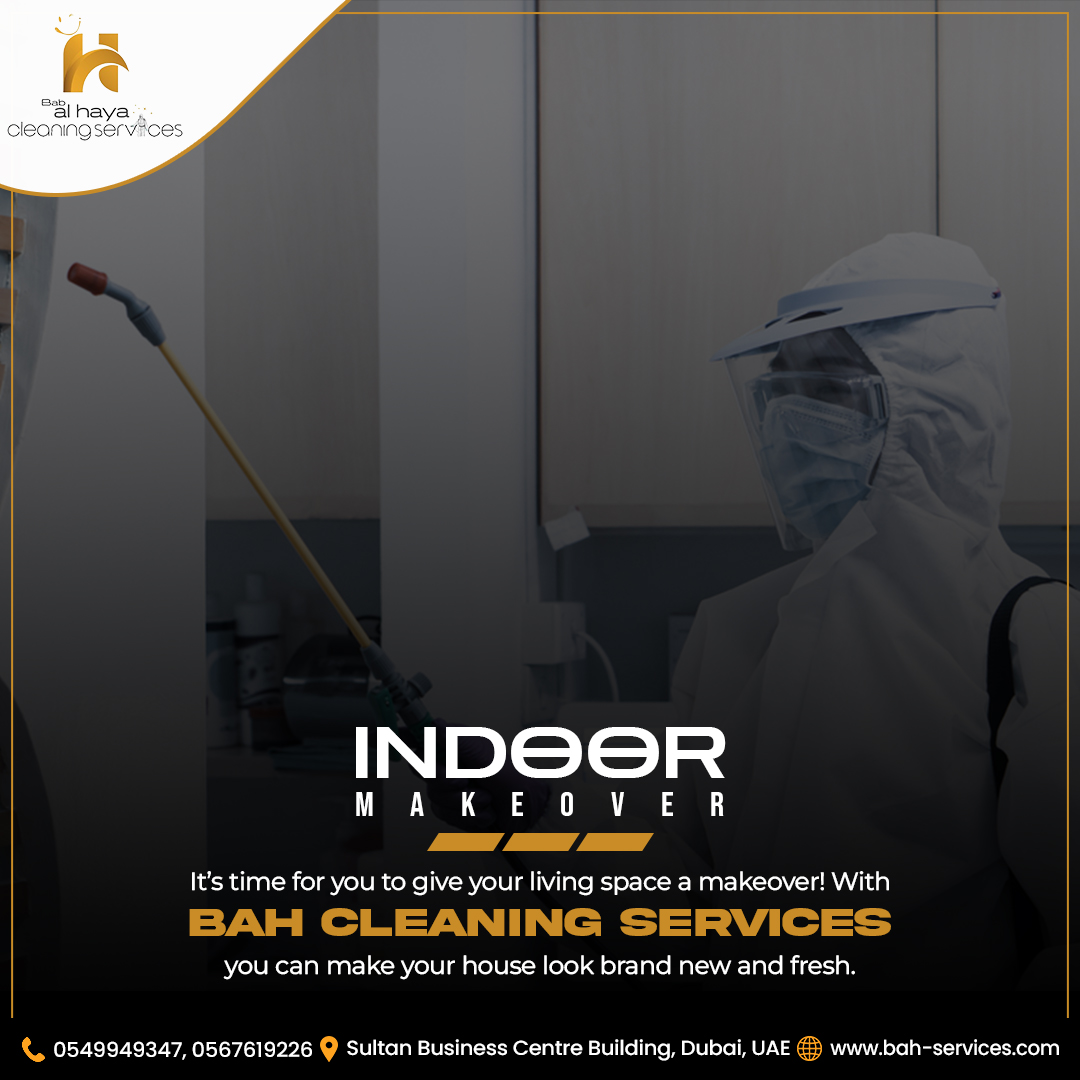 Bab
al haya
cleaning services
INDOOR
MAKEOVER
It's time for you to give your living space a makeover! With
BAH CLEANING SERVICES
you can make your house look brand new and fresh.
0549949347, 0567619226 Sultan Business Centre Building, Dubai, UAE www.bah-services.com